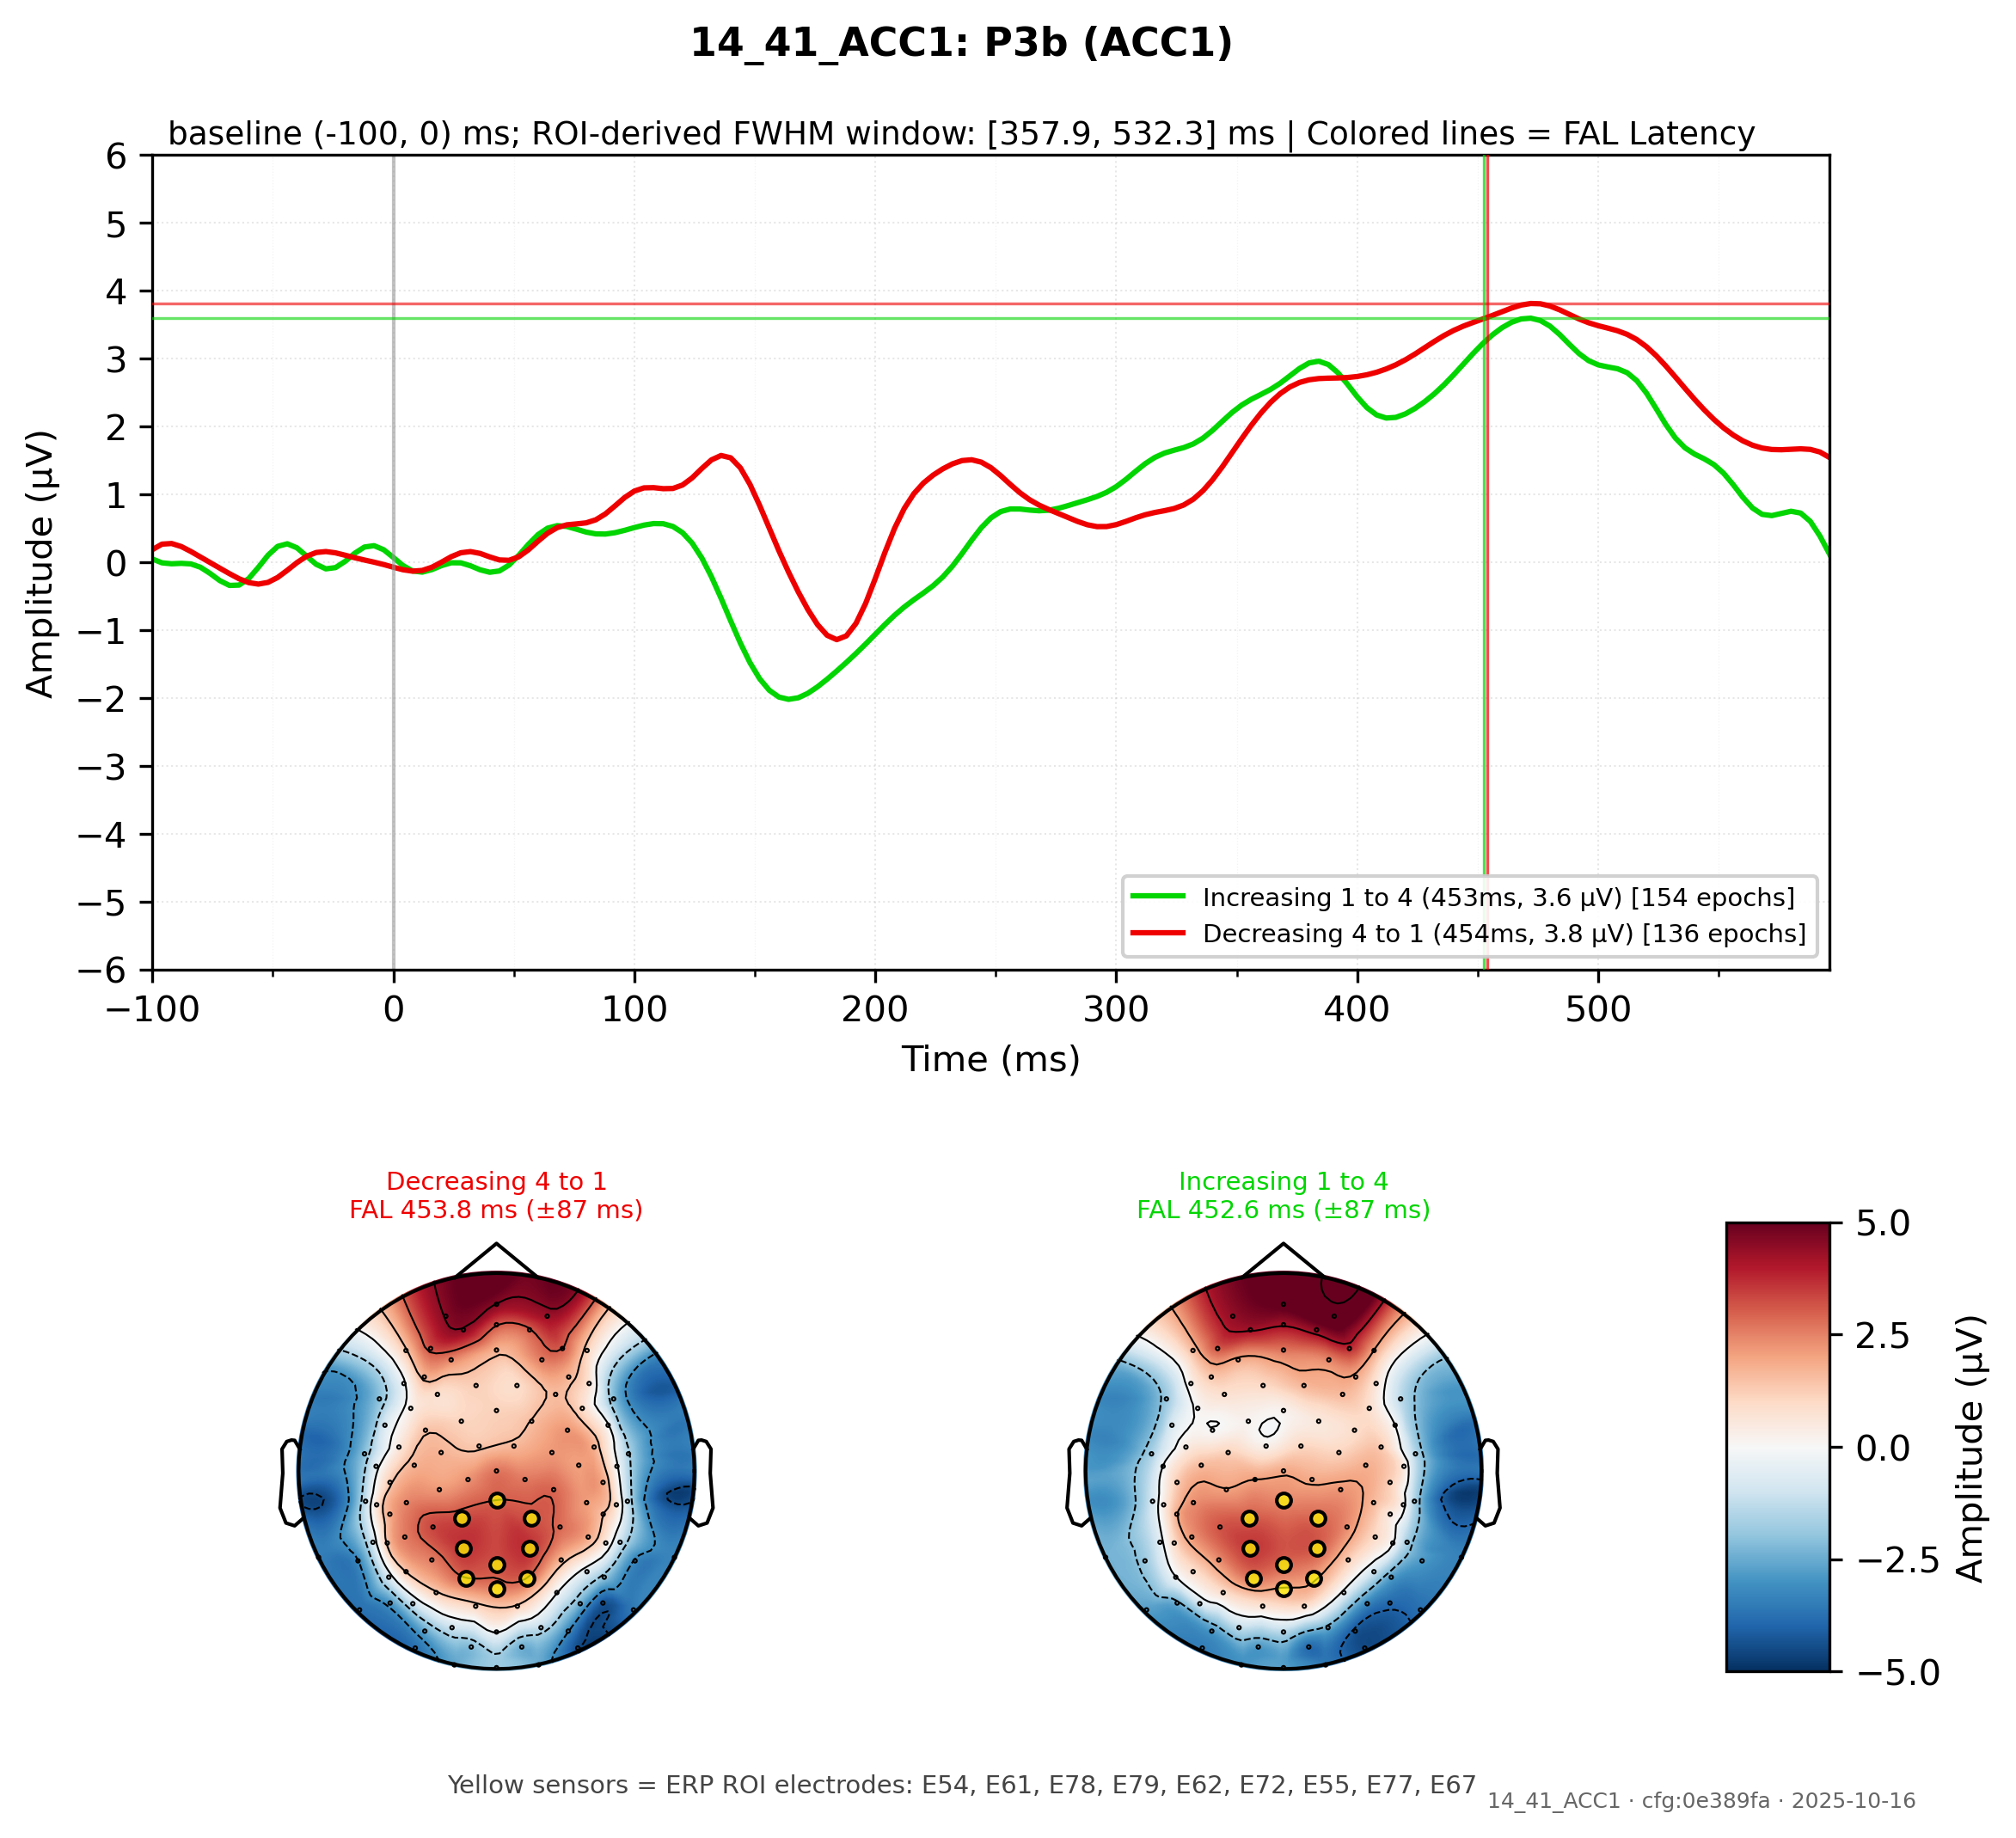 14_41_ACC1: P3b (ACC1)
baseline (-100, 0) ms; ROI-derived FWHM window: [357.9, 532.3] ms | Colored lines = FAL Latency
6
5
4
3
2
1
0
−1
−2
−3
−4
−5
−6
Amplitude (µV)
Increasing 1 to 4 (453ms, 3.6 µV) [154 epochs]
Decreasing 4 to 1 (454ms, 3.8 µV) [136 epochs]
−100 0 100 200 300 400 500
Time (ms)
Decreasing 4 to 1
FAL 453.8 ms (±87 ms)
Increasing 1 to 4
FAL 452.6 ms (±87 ms)
5.0
2.5
0.0
−2.5
−5.0
Amplitude (µV)
Yellow sensors = ERP ROI electrodes: E54, E61, E78, E79, E62, E72, E55, E77, E67
14_41_ACC1 · cfg:0e389fa · 2025-10-16